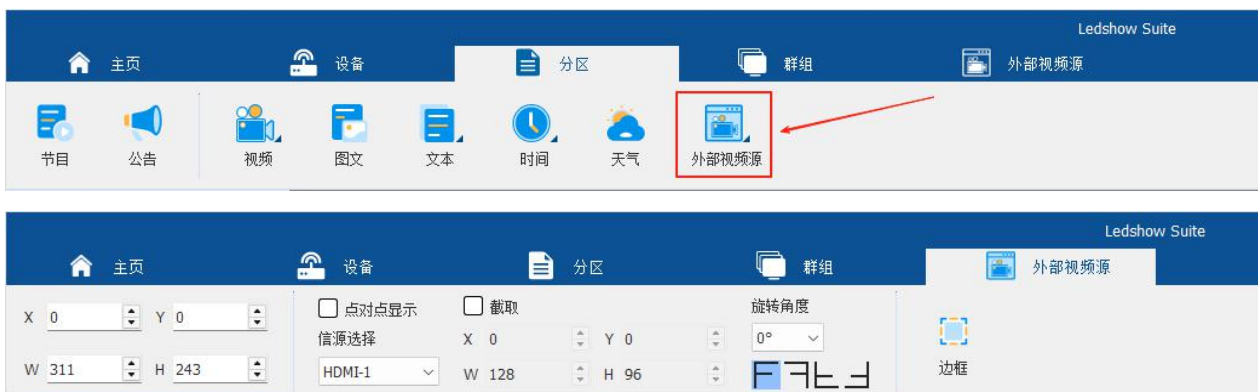 Ledshow Suite
主页 设备 分区 群组 外部视频源
节目 公告 视频 图文 文本 时间 天气 外部视频源
Ledshow Suite
主页 设备 分区 群组 外部视频源
X 0 Y 0 点对点显示 截取 旋转角度
信源选择 X 0 Y 0 0°
W 311 H 243 HDMI-1 W 128 H 96 边框